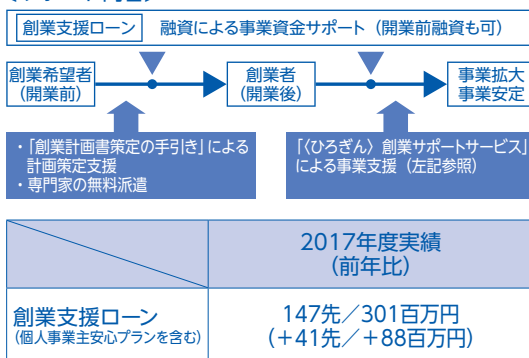 創業支援ローン 融資による事業資金サポート（開業前融資も可）
創業希望者
（開業前）
創業者
（開業後）
事業拡大
事業安定
・「創業計画書策定の手引き」による
計画策定支援
・専門家の無料派遣
「〈ひろぎん〉創業サポートサービス」
による事業支援（左記参照）
2017年度実績
（前年比）
創業支援ローン
（個人事業主安心プランを含む）
147先／301百万円
（＋41先／＋88百万円）